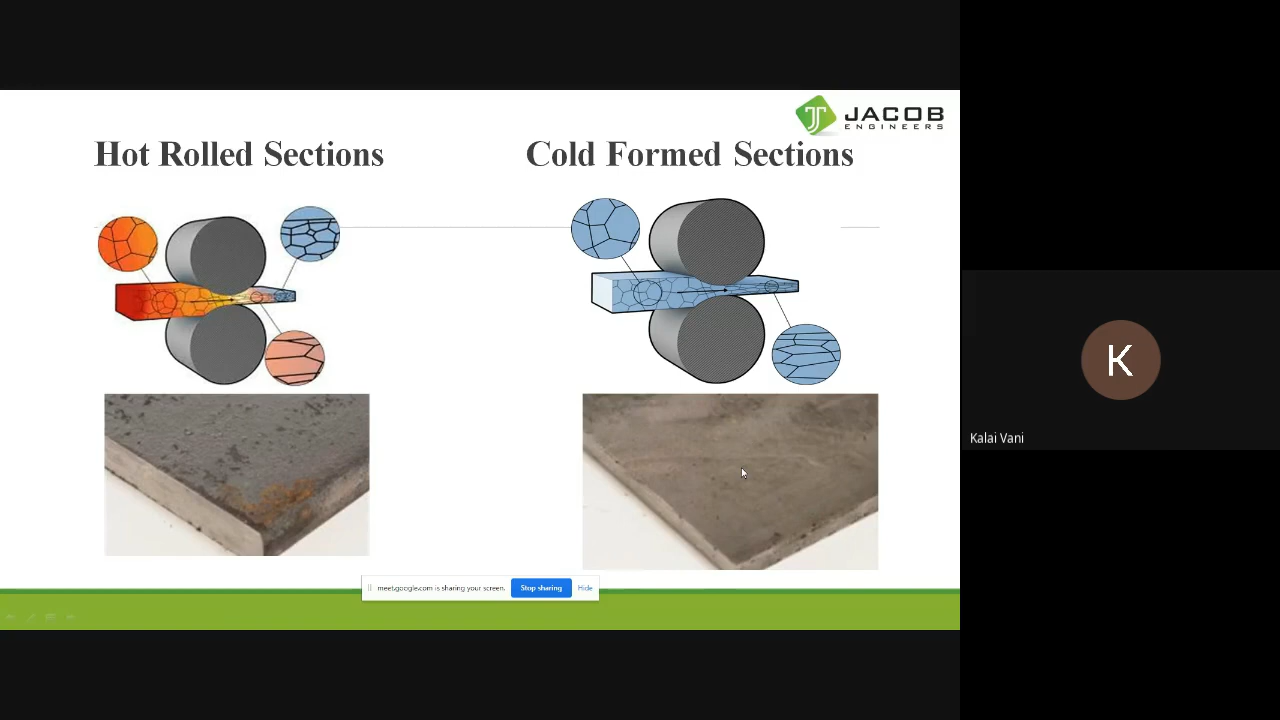 JACOB
ENGINEERS
Hot Rolled Sections
Cold Formed Sections
K
Kalai Vani
meet.google.com is sharing your screen.
Stop sharing
Hide